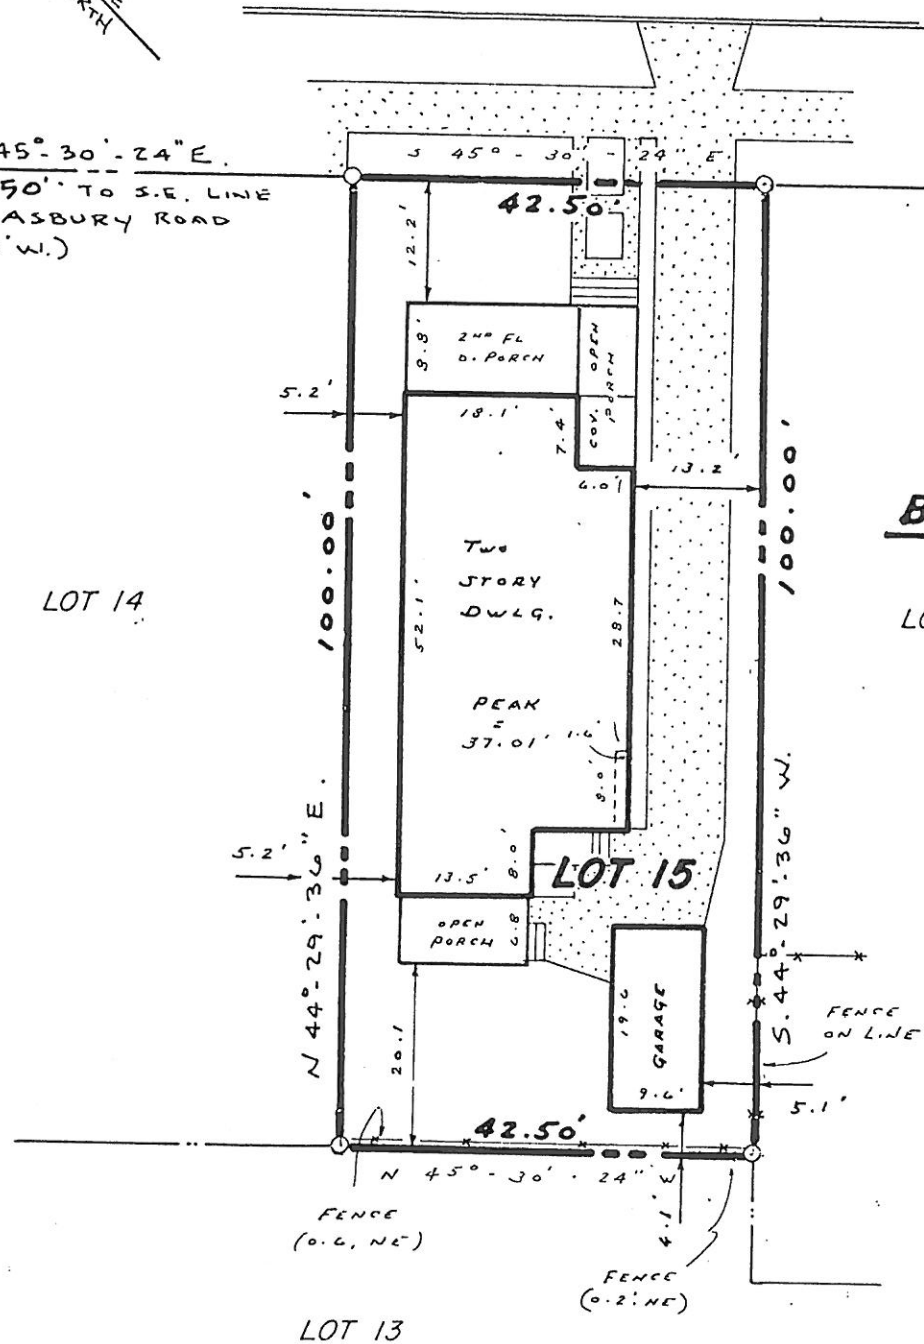 RTH
45°-30'-24" E.
50' TO S.E. LINE
ASBURY ROAD
'W.)
S 45° - 30' - 24" E
42.50'
12.2'
2ND FL
O. PORCH
9.8'
COV. OPEN
PORCH
5.2'
18.1'
7.4'
6.0'
13.2'
100.00'
100.00'
B
LOT 14
LO
TWO
STORY
DWLG.
52.1'
28.7
PEAK
=
37.01'
1.6'
9.0'
N 44°-29'-36" E.
S. 44°-29'-36" W.
5.2'
13.5'
8.0'
LOT 15
OPEN
PORCH
6.8
20.1
19.6
GARAGE
9.6'
FENCE
ON LINE
5.1'
42.50'
N 45° - 30' - 24" W
4.1'
FENCE
(0.6, NE)
FENCE
(0.2' NE)
LOT 13